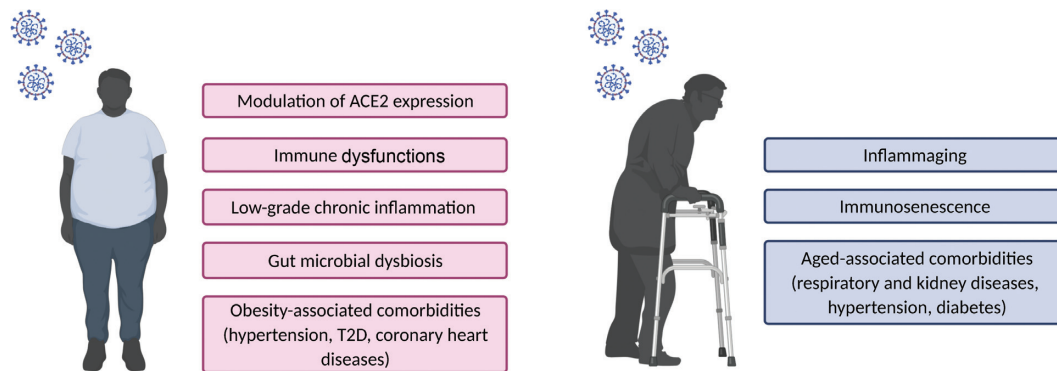 Modulation of ACE2 expression
Immune dysfunctions
Low-grade chronic inflammation
Gut microbial dysbiosis
Obesity-associated comorbidities
(hypertension, T2D, coronary heart
diseases)
Inflammaging
Immunosenescence
Aged-associated comorbidities
(respiratory and kidney diseases,
hypertension, diabetes)